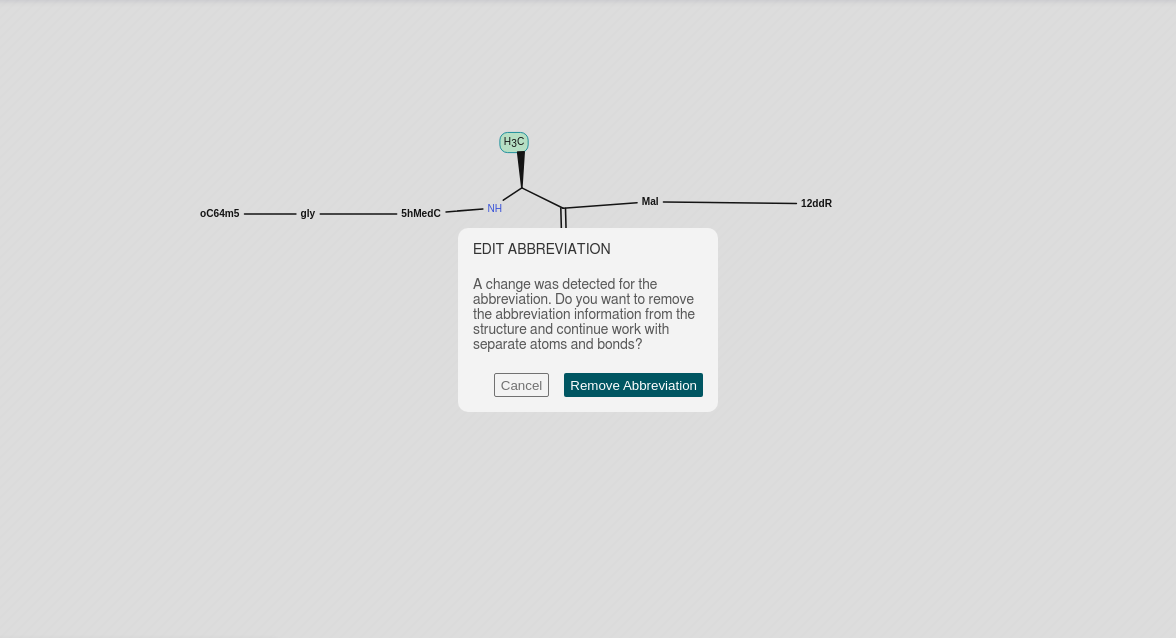 H3C
oC64m5 gly 5hMedC NH Mal 12ddR
EDIT ABBREVIATION
A change was detected for the
abbreviation. Do you want to remove
the abbreviation information from the
structure and continue work with
separate atoms and bonds?
Cancel Remove Abbreviation